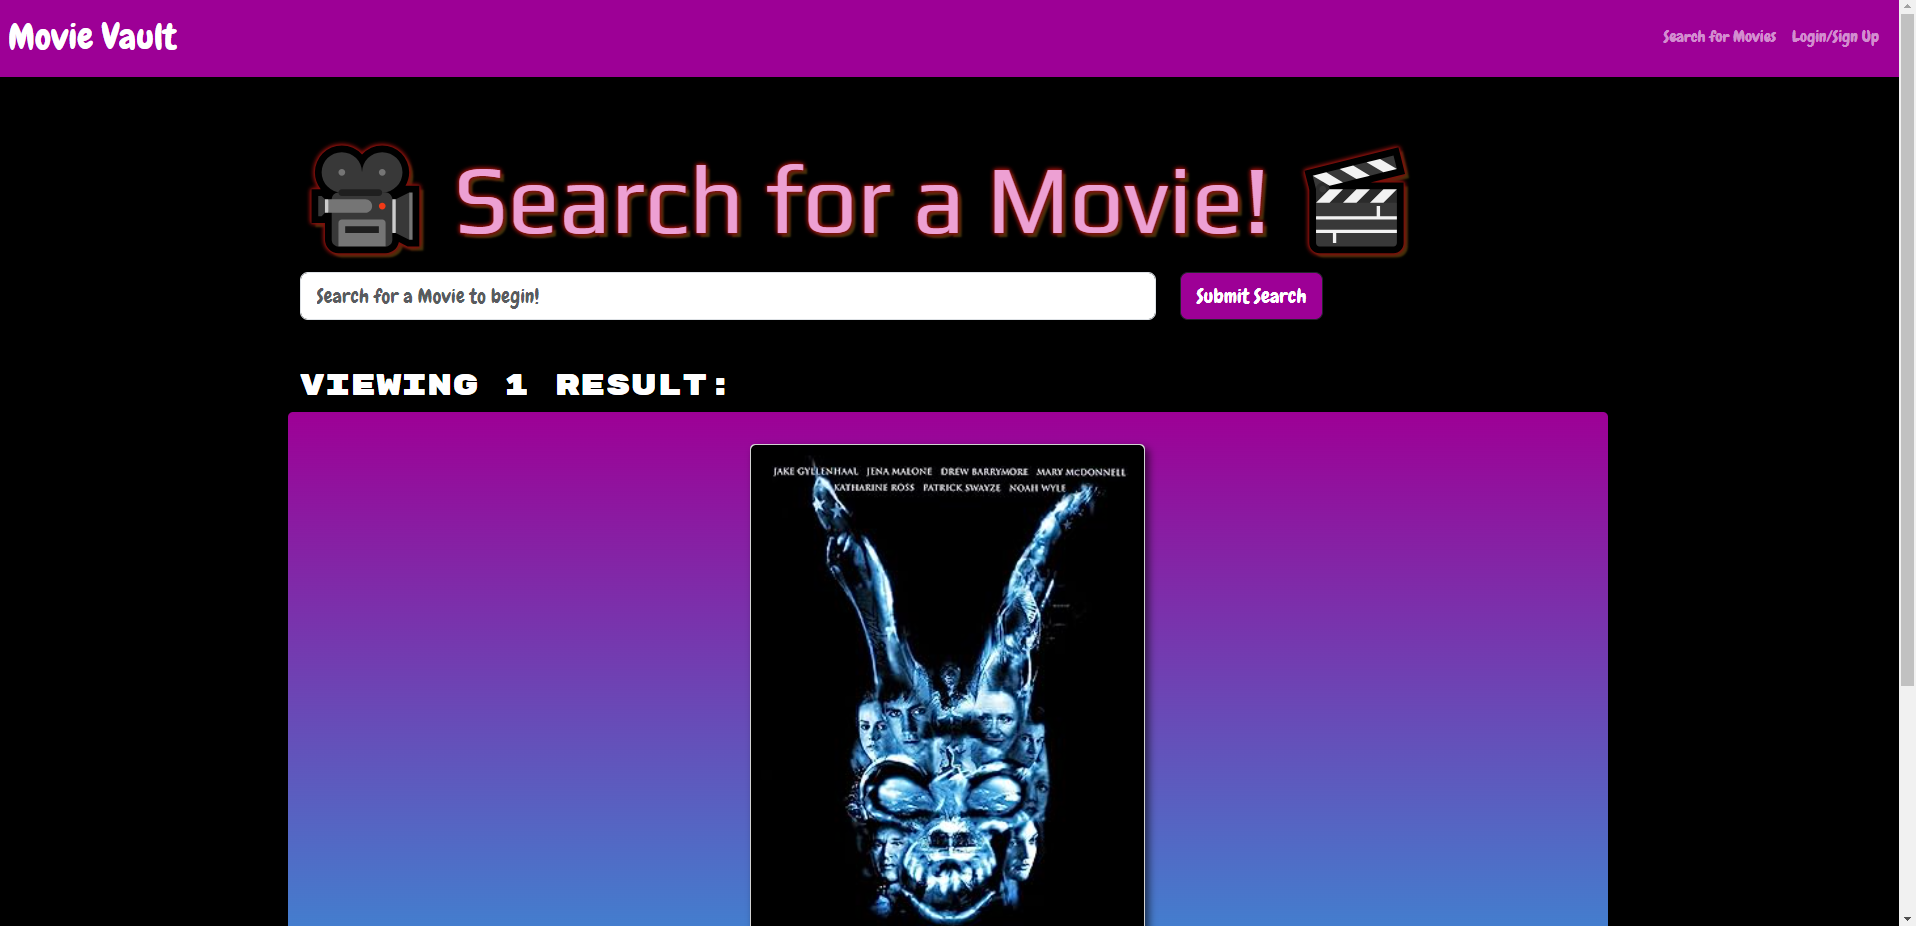 Movie Vault
Search for Movies Login/Sign Up
Search for a Movie!
Search for a Movie to begin!
Submit Search
VIEWING 1 RESULT:
JAKE GYLLENHAAL JENA MALONE DREW BARRYMORE MARY McDONNELL
KATHARINE ROSS PATRICK SWAYZE NOAH WYLE